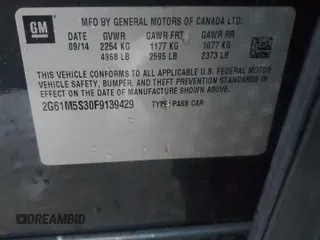 GM
MFD BY GENERAL MOTORS OF CANADA LTD.
DATE GVWR GAWR FRT GAWR RR
09/14 2254 KG 1177 KG 1077 KG
4968 LB 2595 LB 2373 LB
THIS VEHICLE CONFORMS TO ALL APPLICABLE U.S. FEDERAL MOTOR
VEHICLE SAFETY, BUMPER, AND THEFT PREVENTION STANDARDS IN
EFFECT ON THE DATE OF MANUFACTURE SHOWN ABOVE.
2G61M5S30F9139429 TYPE: PASS CAR
DREAMBID